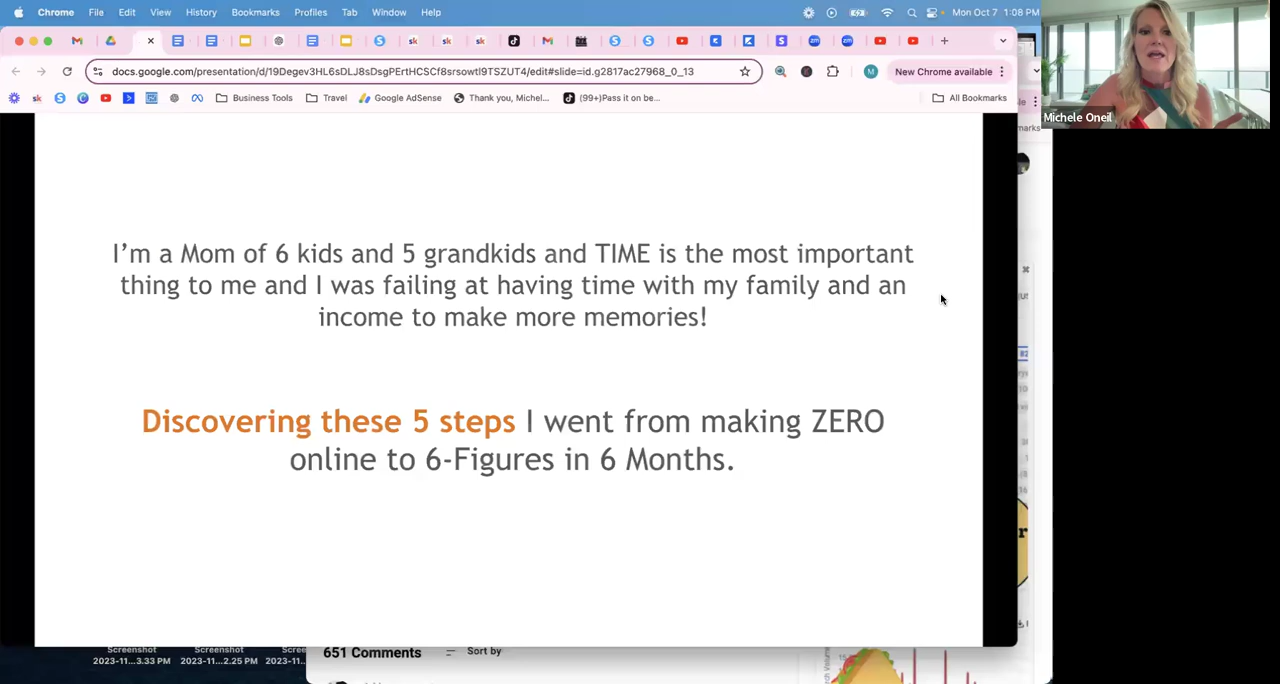 Chrome File Edit View History Bookmarks Profiles Tab Window Help
Mon Oct 7 1:08 PM
docs.google.com/presentation/d/19Degev3HL6sDLJ8sDsgPErtHCSCf8srsowtl9TSZUT4/edit#slide=id.g2817ac27968_0_13
New Chrome available
Business Tools Travel Google AdSense Thank you, Michel... (99+)Pass it on be... All Bookmarks
Michele Oneil
marks
I'm a Mom of 6 kids and 5 grandkids and TIME is the most important
thing to me and I was failing at having time with my family and an
income to make more memories!
Discovering these 5 steps I went from making ZERO
online to 6-Figures in 6 Months.
Screenshot Screenshot Scree
2023-11...3.33 PM 2023-11...2.25 PM 2023-11...
651 Comments Sort by